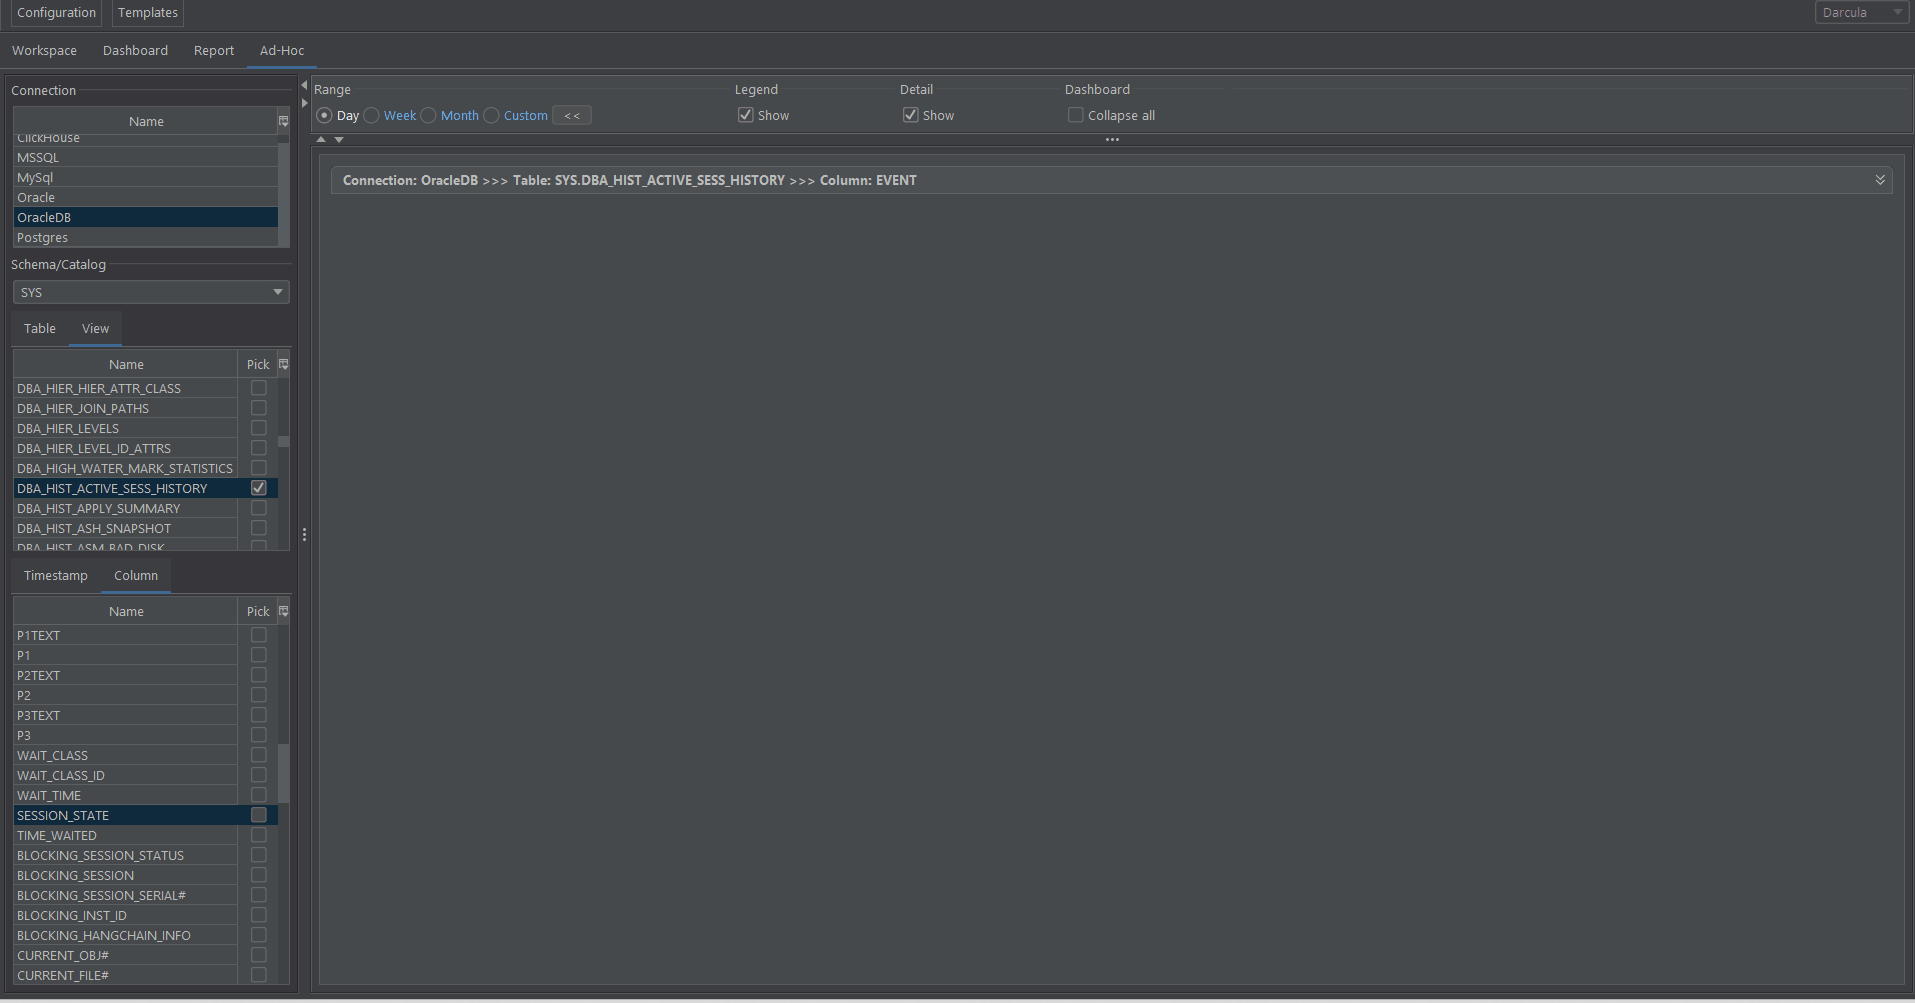 Configuration Templates Darcula
Workspace Dashboard Report Ad-Hoc
Connection
Name
ClickHouse
MSSQL
MySql
Oracle
OracleDB
Postgres
Schema/Catalog
SYS
Table View
Name Pick
DBA_HIER_HIER_ATTR_CLASS
DBA_HIER_JOIN_PATHS
DBA_HIER_LEVELS
DBA_HIER_LEVEL_ID_ATTRS
DBA_HIGH_WATER_MARK_STATISTICS
DBA_HIST_ACTIVE_SESS_HISTORY
DBA_HIST_APPLY_SUMMARY
DBA_HIST_ASH_SNAPSHOT
DBA_HIST_ASM_BAD_DISK
Timestamp Column
Name Pick
P1TEXT
P1
P2TEXT
P2
P3TEXT
P3
WAIT_CLASS
WAIT_CLASS_ID
WAIT_TIME
SESSION_STATE
TIME_WAITED
BLOCKING_SESSION_STATUS
BLOCKING_SESSION
BLOCKING_SESSION_SERIAL#
BLOCKING_INST_ID
BLOCKING_HANGCHAIN_INFO
CURRENT_OBJ#
CURRENT_FILE#
Range Legend Detail Dashboard
Day Week Month Custom << Show Show Collapse all
Connection: OracleDB >>> Table: SYS.DBA_HIST_ACTIVE_SESS_HISTORY >>> Column: EVENT